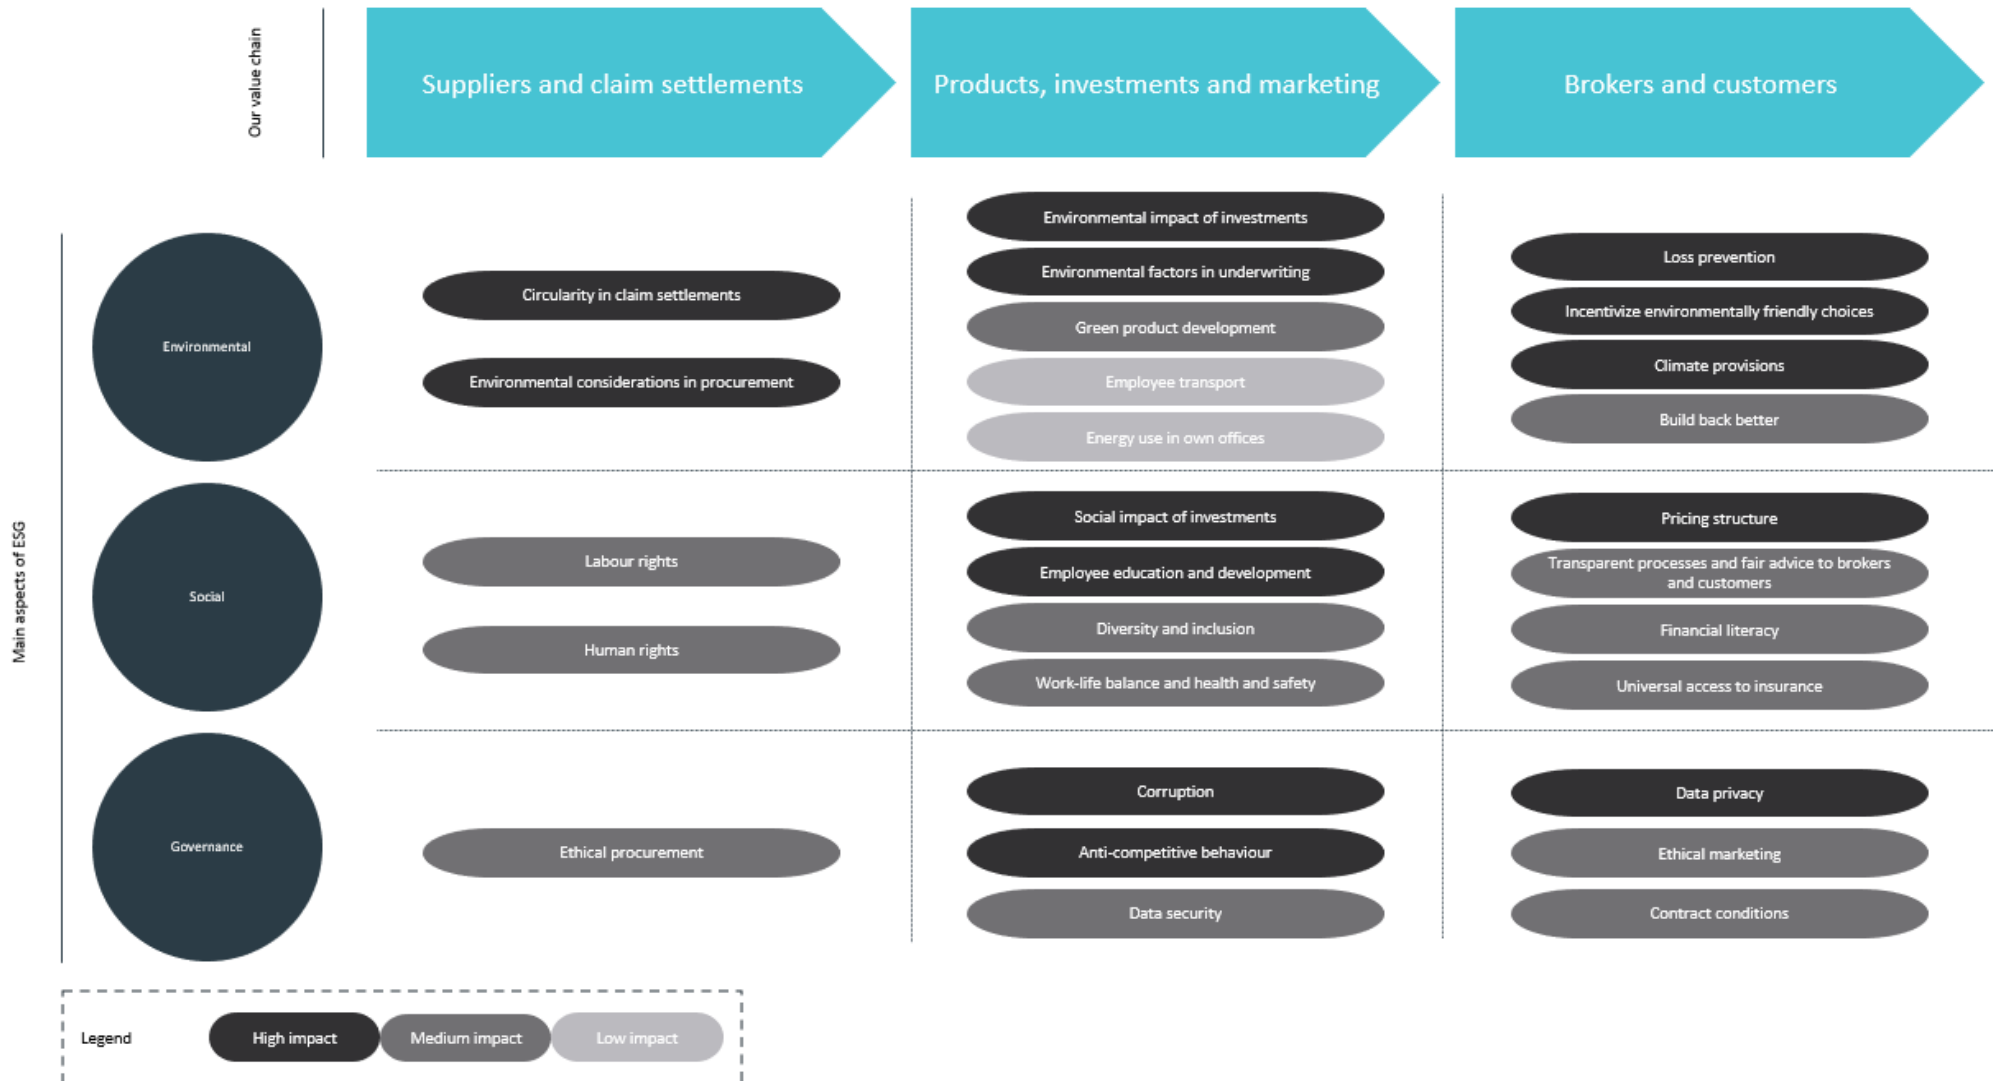 Our value chain
Suppliers and claim settlements
Products, investments and marketing
Brokers and customers
Main aspects of ESG
Environmental
Circularity in claim settlements
Environmental considerations in procurement
Environmental impact of investments
Environmental factors in underwriting
Green product development
Employee transport
Energy use in own offices
Loss prevention
Incentivize environmentally friendly choices
Climate provisions
Build back better
Social
Labour rights
Human rights
Social impact of investments
Employee education and development
Diversity and inclusion
Work-life balance and health and safety
Pricing structure
Transparent processes and fair advice to brokers
and customers
Financial literacy
Universal access to insurance
Governance
Ethical procurement
Corruption
Anti-competitive behaviour
Data security
Data privacy
Ethical marketing
Contract conditions
Legend
High impact
Medium impact
Low impact